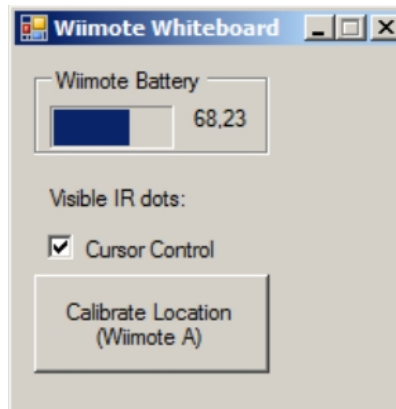 Wiimote Whiteboard
Wiimote Battery
68,23
Visible IR dots:
Cursor Control
Calibrate Location
(Wiimote A)